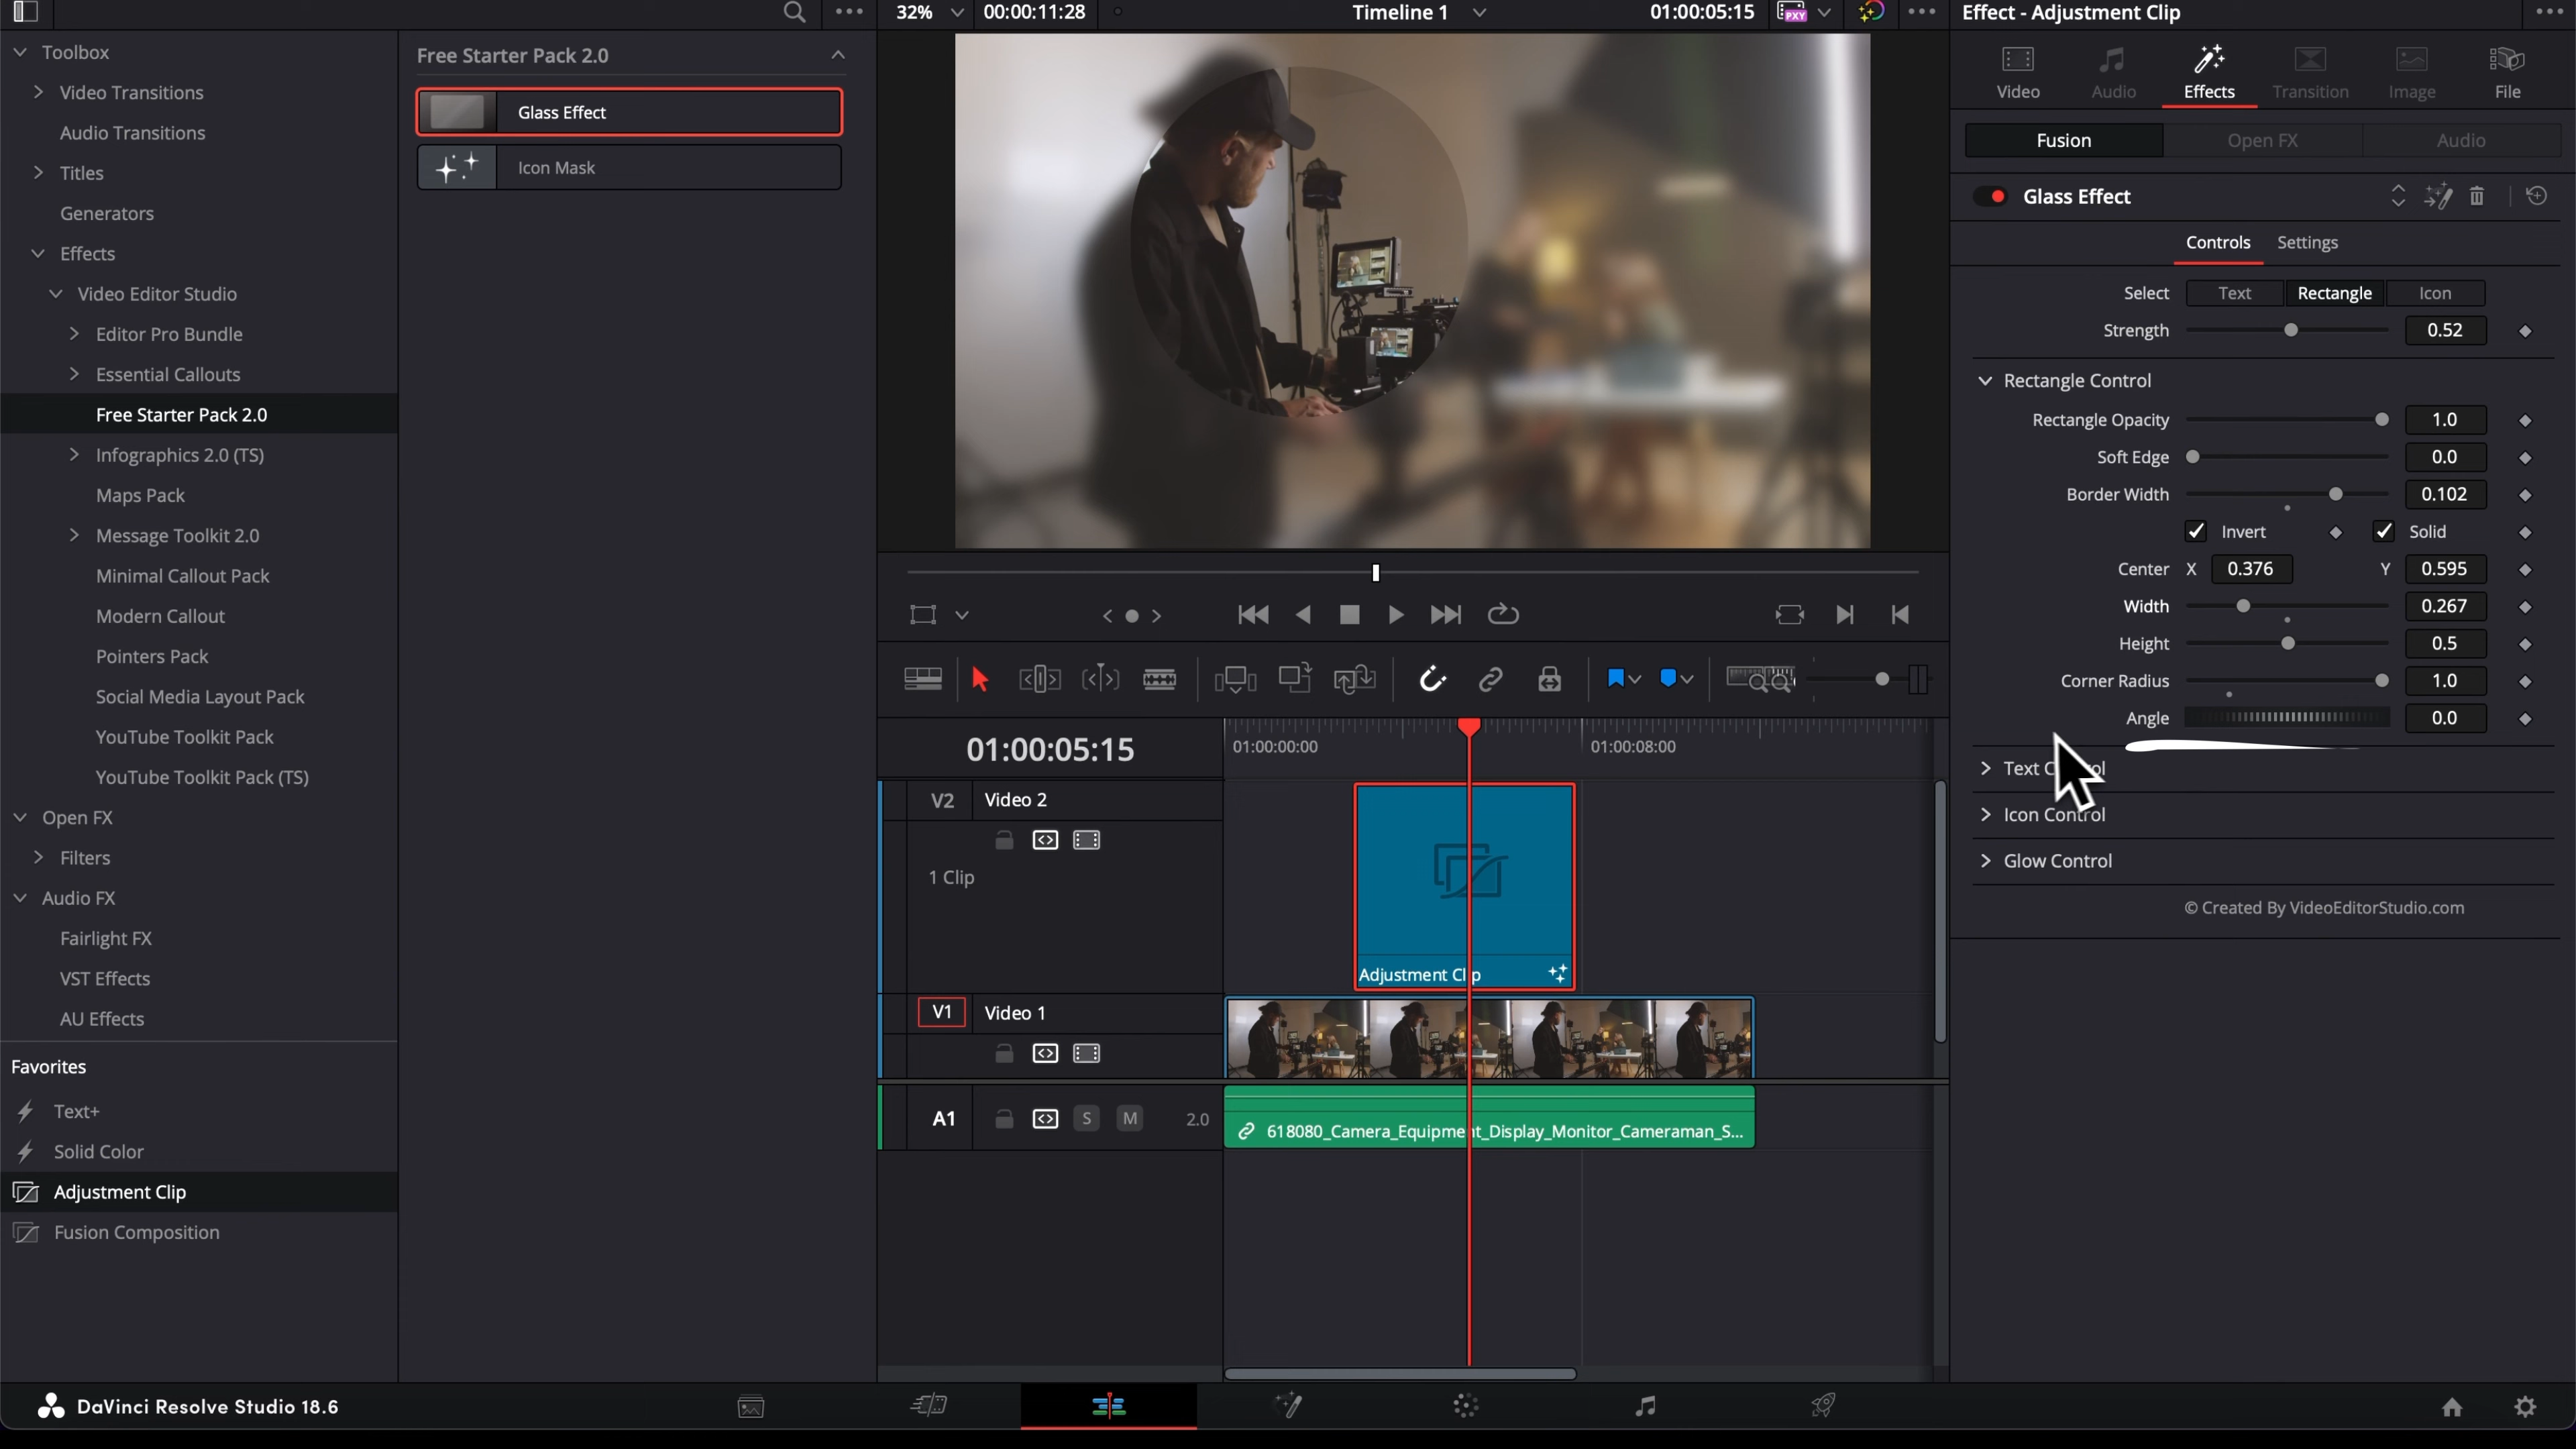 32%
00:00:11:28
Timeline 1
01:00:05:15
PXY
Effect - Adjustment Clip
Toolbox
Video Transitions
Audio Transitions
Titles
Generators
Effects
Video Editor Studio
Editor Pro Bundle
Essential Callouts
Free Starter Pack 2.0
Infographics 2.0 (TS)
Maps Pack
Message Toolkit 2.0
Minimal Callout Pack
Modern Callout
Pointers Pack
Social Media Layout Pack
YouTube Toolkit Pack
YouTube Toolkit Pack (TS)
Open FX
Filters
Audio FX
Fairlight FX
VST Effects
AU Effects
Favorites
Text+
Solid Color
Adjustment Clip
Fusion Composition
Free Starter Pack 2.0
Glass Effect
Icon Mask
Video
Audio
Effects
Transition
Image
File
Fusion
Open FX
Audio
Glass Effect
Controls
Settings
Select
Text
Rectangle
Icon
Strength
0.52
Rectangle Control
Rectangle Opacity
1.0
Soft Edge
0.0
Border Width
0.102
Invert
Solid
Center
X
0.376
Y
0.595
Width
0.267
Height
0.5
Corner Radius
1.0
Angle
0.0
Icon Control
Glow Control
© Created By VideoEditorStudio.com
01:00:05:15
01:00:00:00
01:00:08:00
V2
Video 2
1 Clip
V1
Video 1
A1
S
M
2.0
618080_Camera_Equipment_Display_Monitor_Cameraman_S...
Adjustment Clip
DaVinci Resolve Studio 18.6